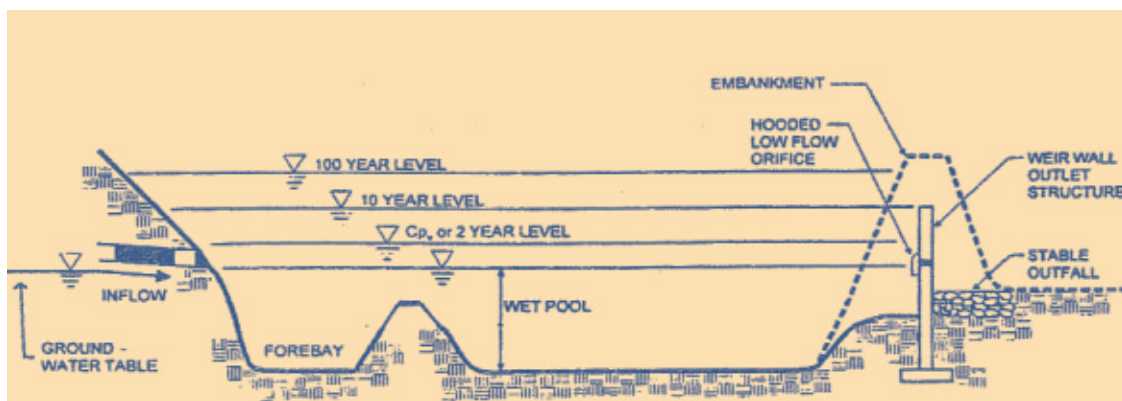 EMBANKMENT
HOODED
LOW FLOW
ORIFICE
WEIR WALL
OUTLET
STRUCTURE
100 YEAR LEVEL
10 YEAR LEVEL
Cpv or 2 YEAR LEVEL
STABLE
OUTFALL
INFLOW
WET POOL
FOREBAY
GROUND -
WATER TABLE